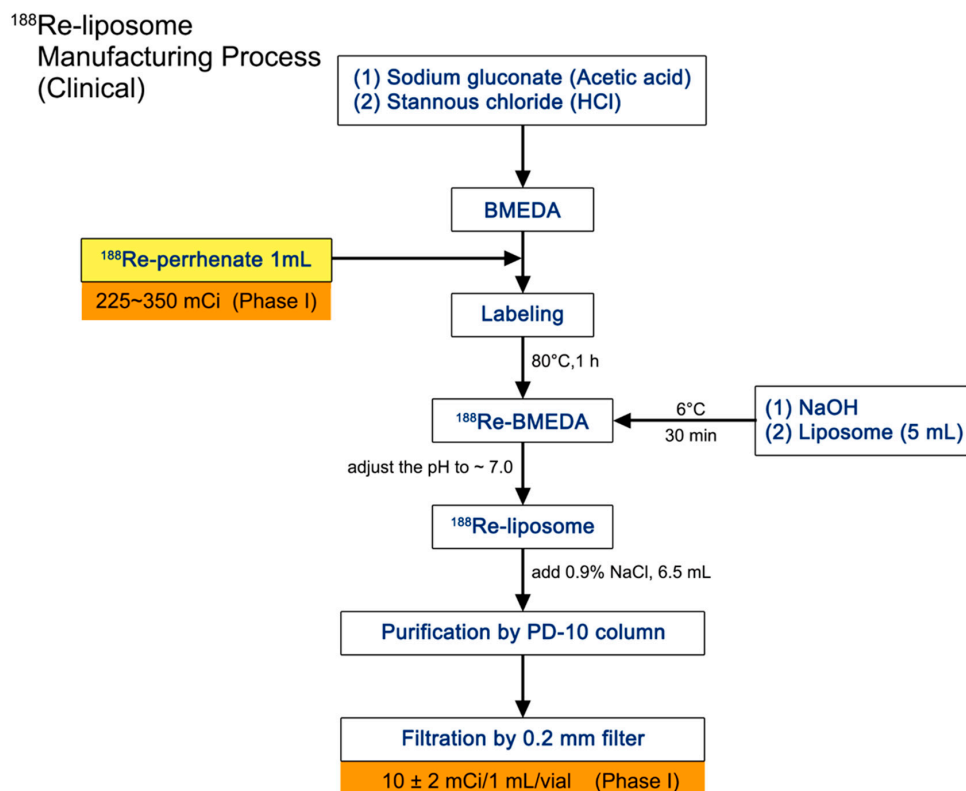 ¹⁸⁸Re-liposome
Manufacturing Process
(Clinical)
(1) Sodium gluconate (Acetic acid)
(2) Stannous chloride (HCl)
BMEDA
¹⁸⁸Re-perrhenate 1mL
225~350 mCi (Phase I)
Labeling
80°C,1 h
¹⁸⁸Re-BMEDA
6°C
30 min
(1) NaOH
(2) Liposome (5 mL)
adjust the pH to ~ 7.0
¹⁸⁸Re-liposome
add 0.9% NaCl, 6.5 mL
Purification by PD-10 column
Filtration by 0.2 mm filter
10 ± 2 mCi/1 mL/vial (Phase I)